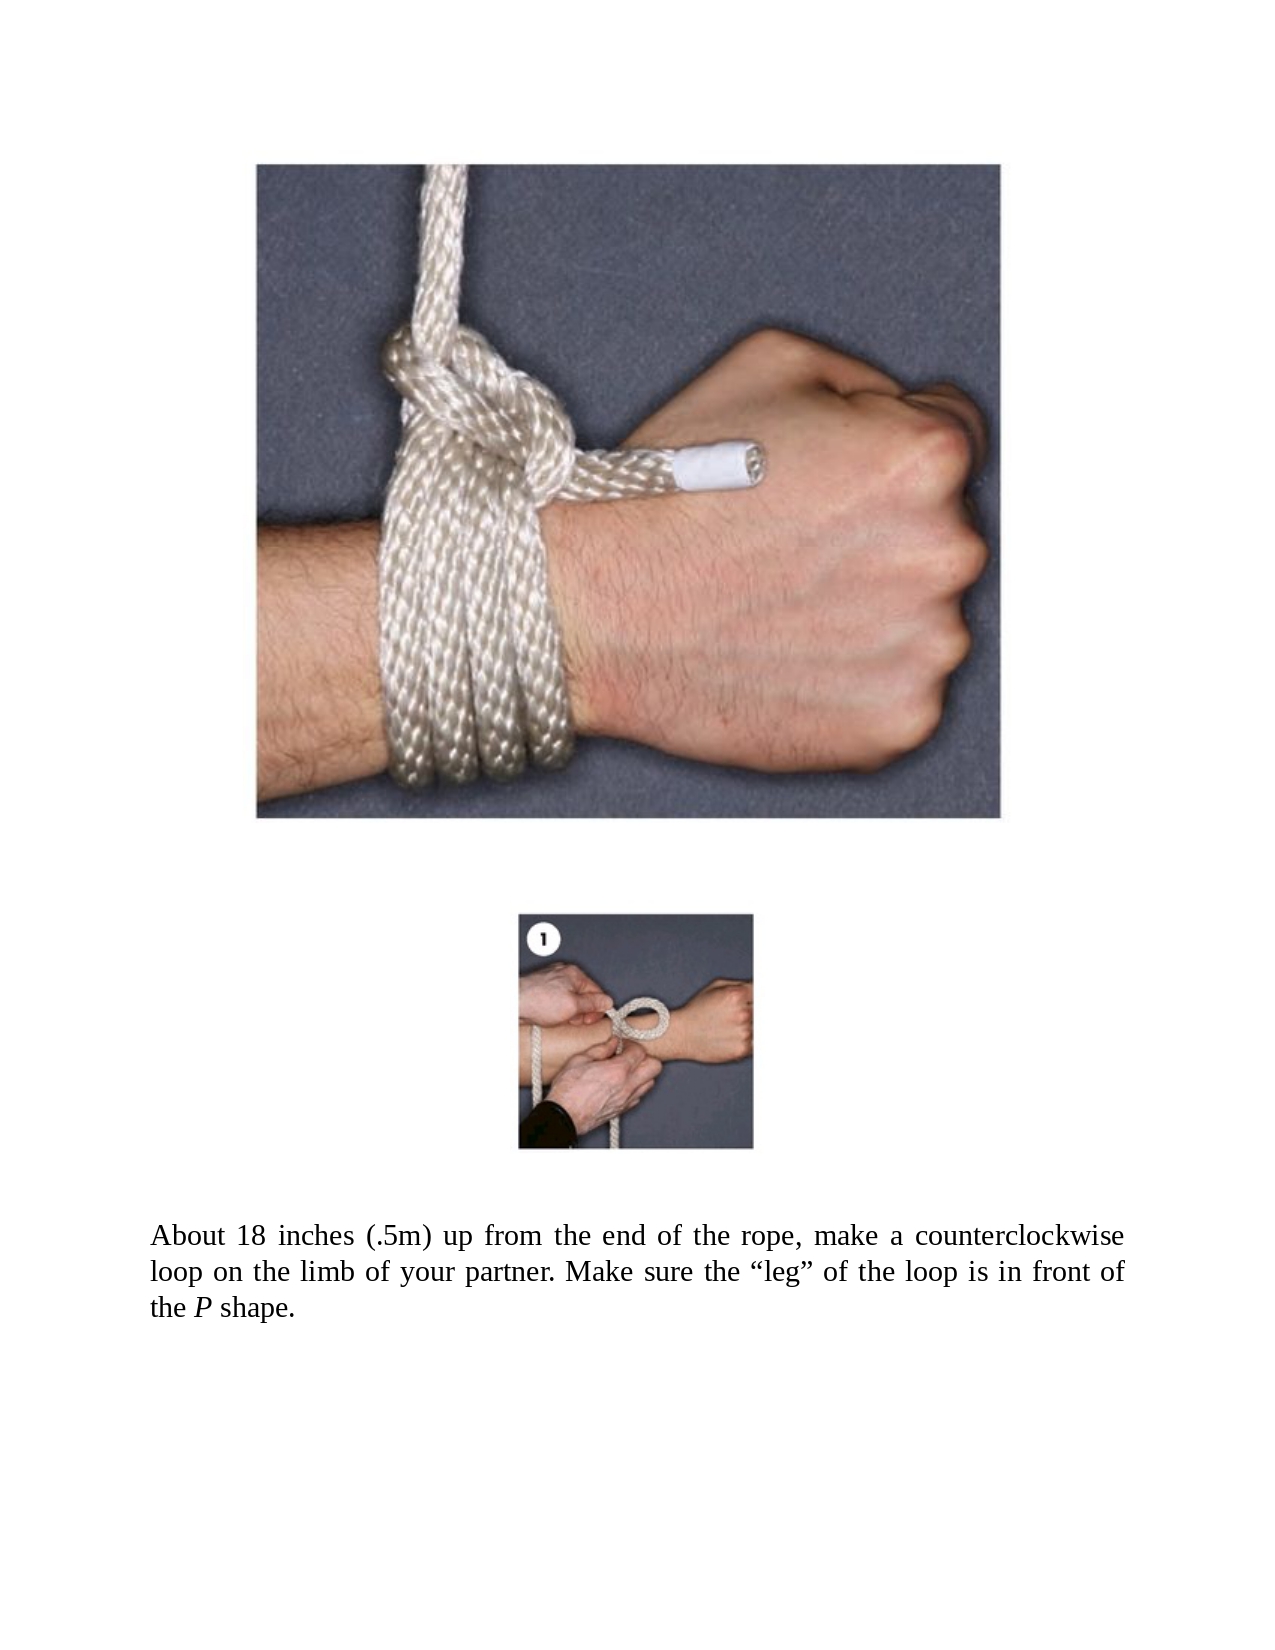 1
About 18 inches (.5m) up from the end of the rope, make a counterclockwise
loop on the limb of your partner. Make sure the “leg” of the loop is in front of
the P shape.